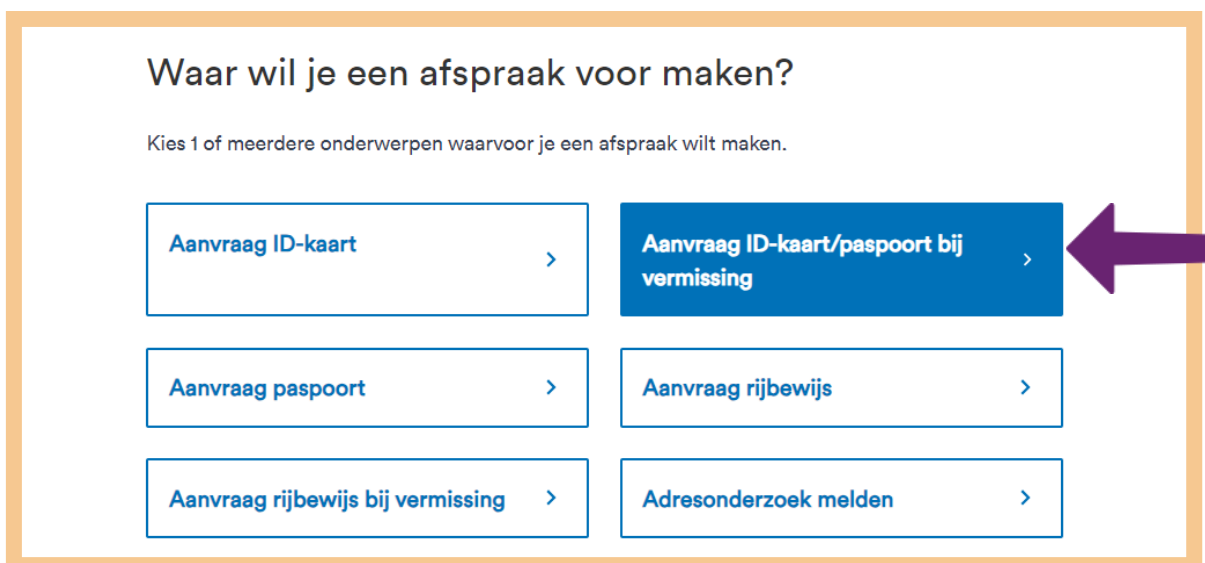 Waar wil je een afspraak voor maken?
Kies 1 of meerdere onderwerpen waarvoor je een afspraak wilt maken.
Aanvraag ID-kaart
Aanvraag ID-kaart/paspoort bij
vermissing
Aanvraag paspoort
Aanvraag rijbewijs
Aanvraag rijbewijs bij vermissing
Adresonderzoek melden